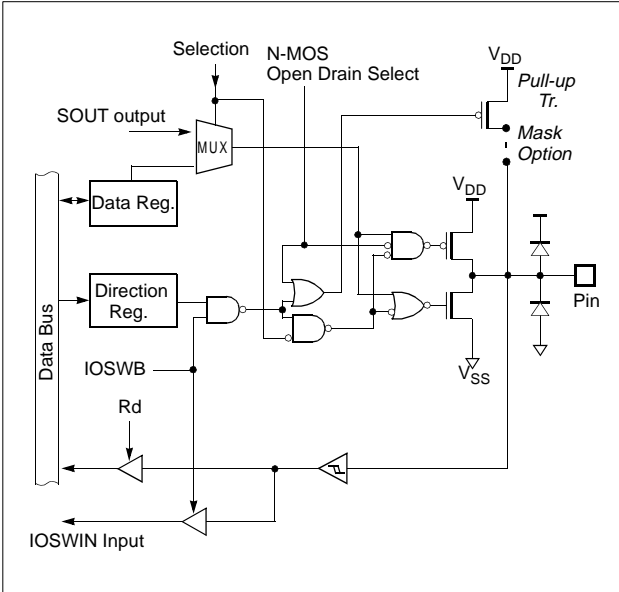 Selection
N-MOS
Open Drain Select
VDD
Pull-up
Tr.
SOUT output
MUX
Mask
Option
Data Reg.
VDD
Data Bus
Direction
Reg.
Pin
IOSWB
VSS
Rd
IOSWIN Input